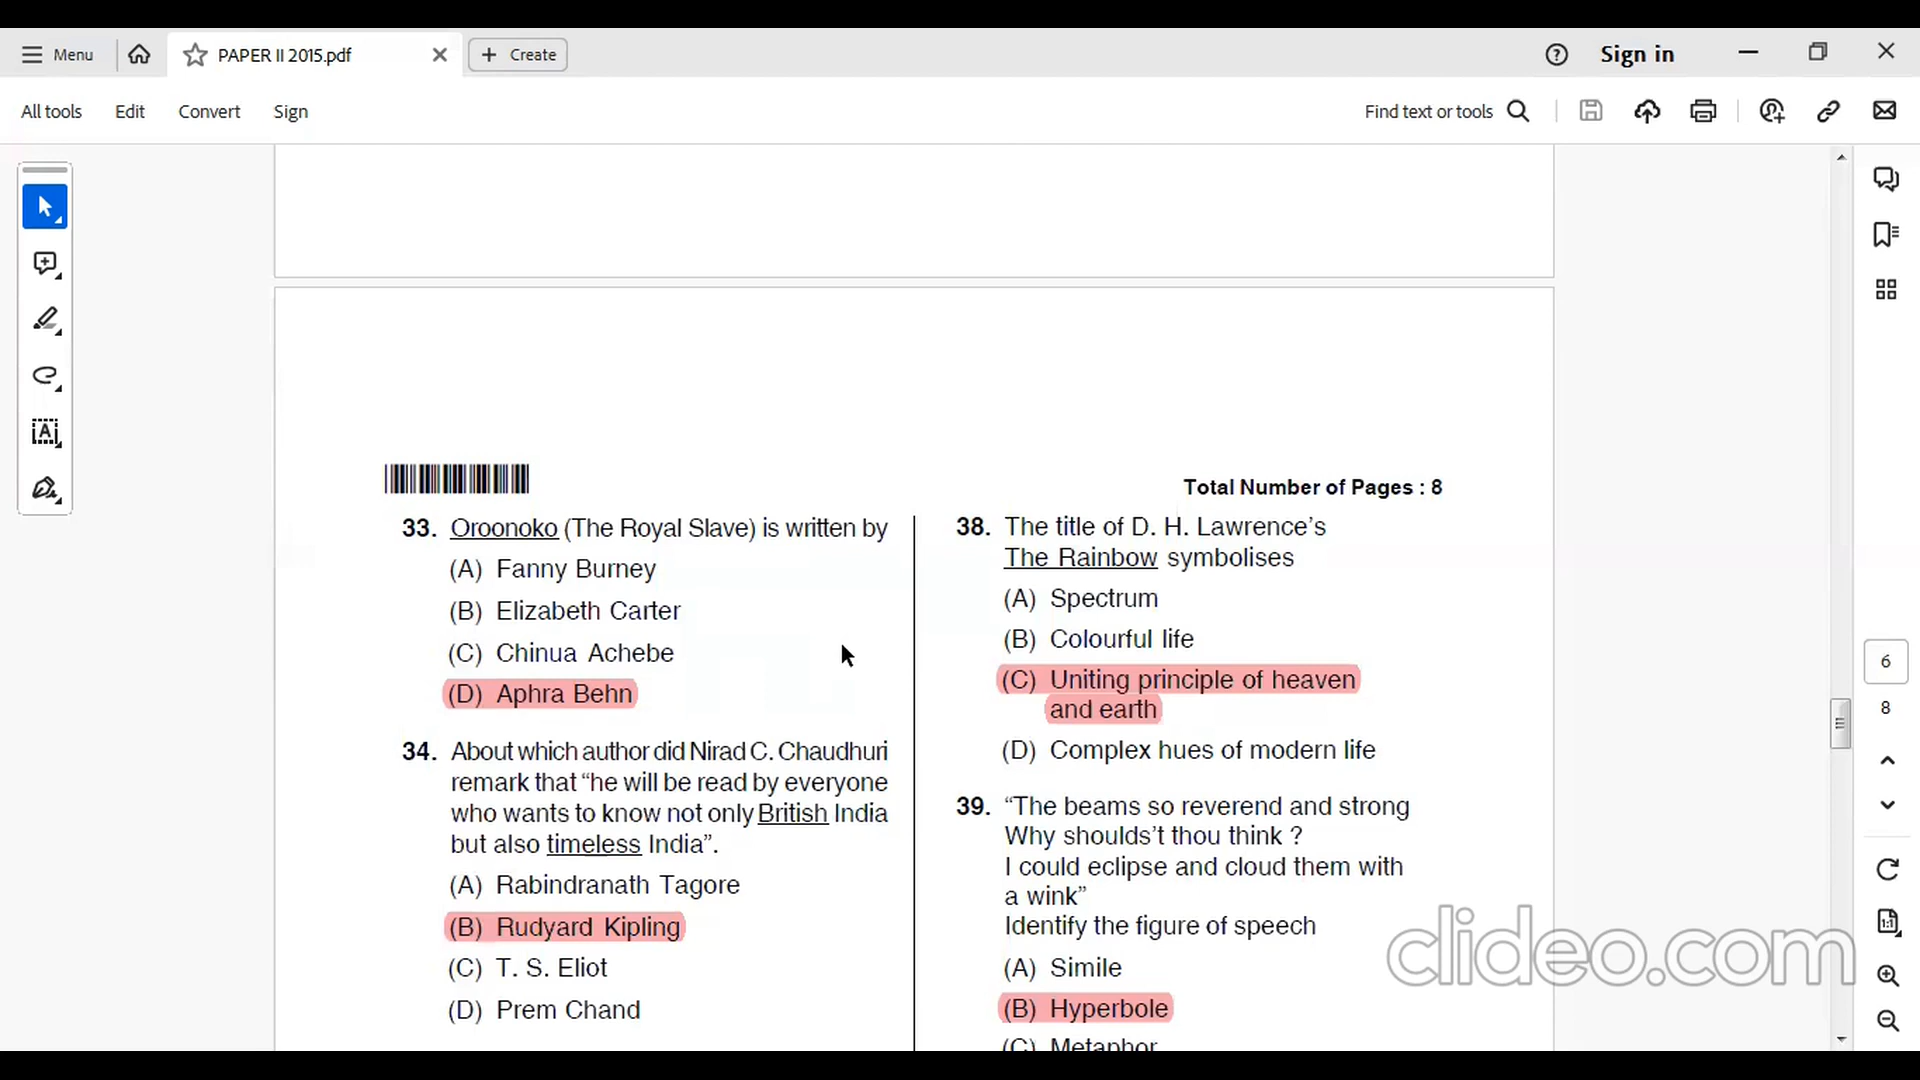 Menu
PAPER II 2015.pdf
Create
Sign in
All tools
Edit
Convert
Sign
Find text or tools
Total Number of Pages : 8
33. Oroonoko (The Royal Slave) is written by
(A) Fanny Burney
(B) Elizabeth Carter
(C) Chinua Achebe
(D) Aphra Behn
34. About which author did Nirad C. Chaudhuri
remark that “he will be read by everyone
who wants to know not only British India
but also timeless India”.
(A) Rabindranath Tagore
(B) Rudyard Kipling
(C) T. S. Eliot
(D) Prem Chand
38. The title of D. H. Lawrence’s
The Rainbow symbolises
(A) Spectrum
(B) Colourful life
(C) Uniting principle of heaven
and earth
(D) Complex hues of modern life
39. “The beams so reverend and strong
Why shoulds’t thou think ?
I could eclipse and cloud them with
a wink”
Identify the figure of speech
(A) Simile
(B) Hyperbole
(C) Metaphor
6
8
1:1
clideo.com